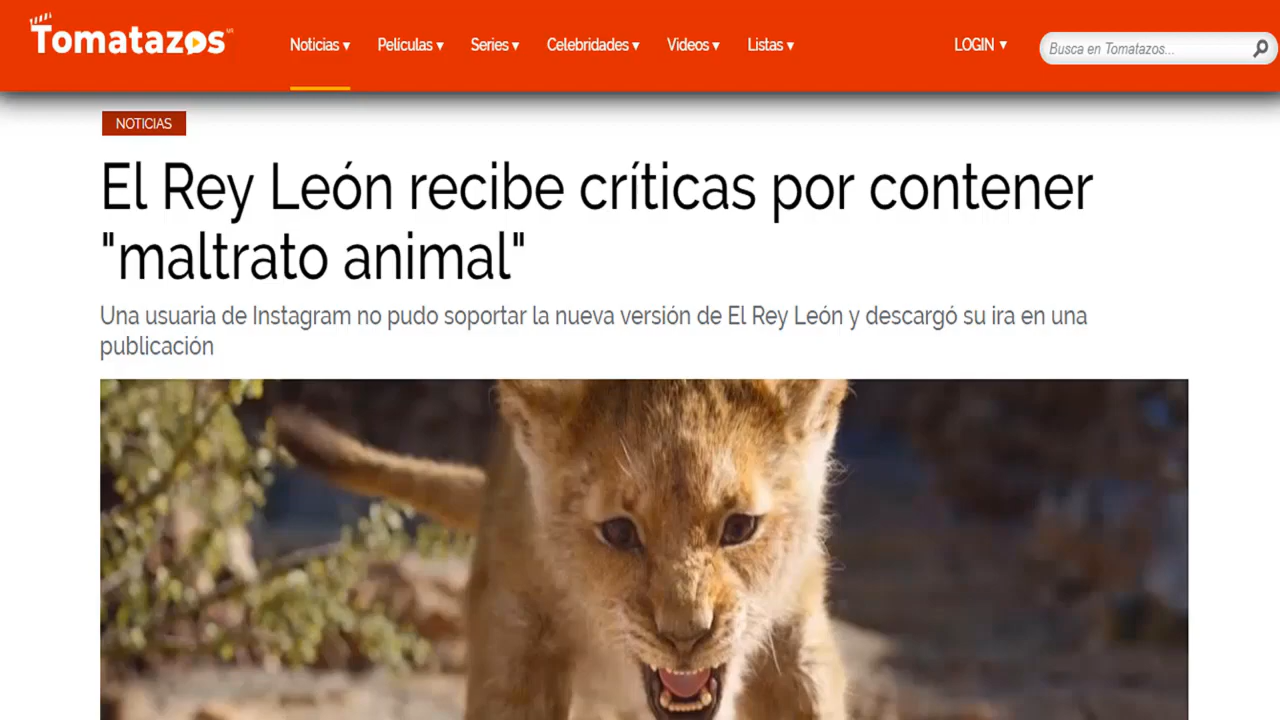 Tomatazos
Noticias ▾ Películas ▾ Series ▾ Celebridades ▾ Videos ▾ Listas ▾ LOGIN ▾ Busca en Tomatazos...
NOTICIAS
El Rey León recibe críticas por contener
"maltrato animal"
Una usuaria de Instagram no pudo soportar la nueva versión de El Rey León y descargó su ira en una
publicación